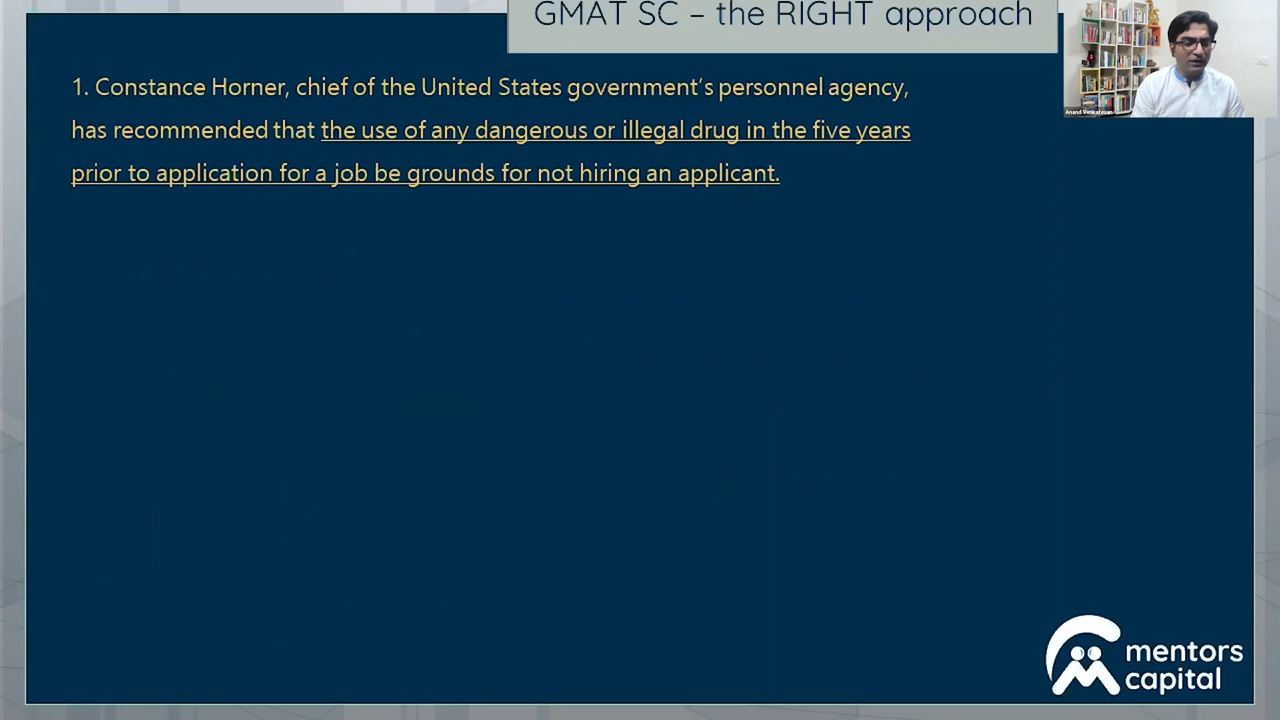 GMAT SC – the RIGHT approach
1. Constance Horner, chief of the United States government's personnel agency,
has recommended that the use of any dangerous or illegal drug in the five years
prior to application for a job be grounds for not hiring an applicant.
Anand Venkatesan
mentors
capital